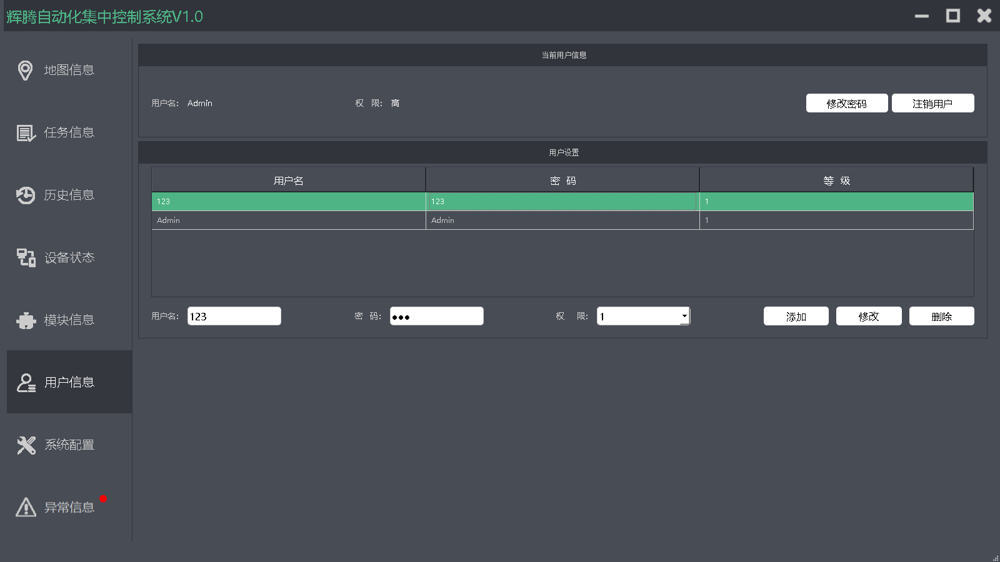 辉腾自动化集中控制系统V1.0
地图信息
任务信息
历史信息
设备状态
模块信息
用户信息
系统配置
异常信息
当前用户信息
用户名: Admin 权 限: 高 修改密码 注销用户
用户设置
用户名 密 码 等 级
123 123 1
Admin Admin 1
用户名: 123 密 码: ●●● 权 限: 1 添加 修改 删除